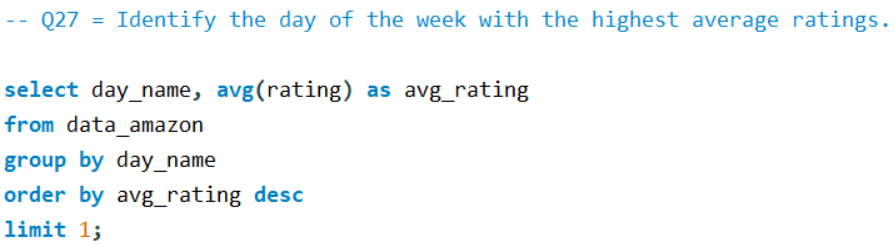 -- Q27 = Identify the day of the week with the highest average ratings.
select day_name, avg(rating) as avg_rating
from data_amazon
group by day_name
order by avg_rating desc
limit 1;